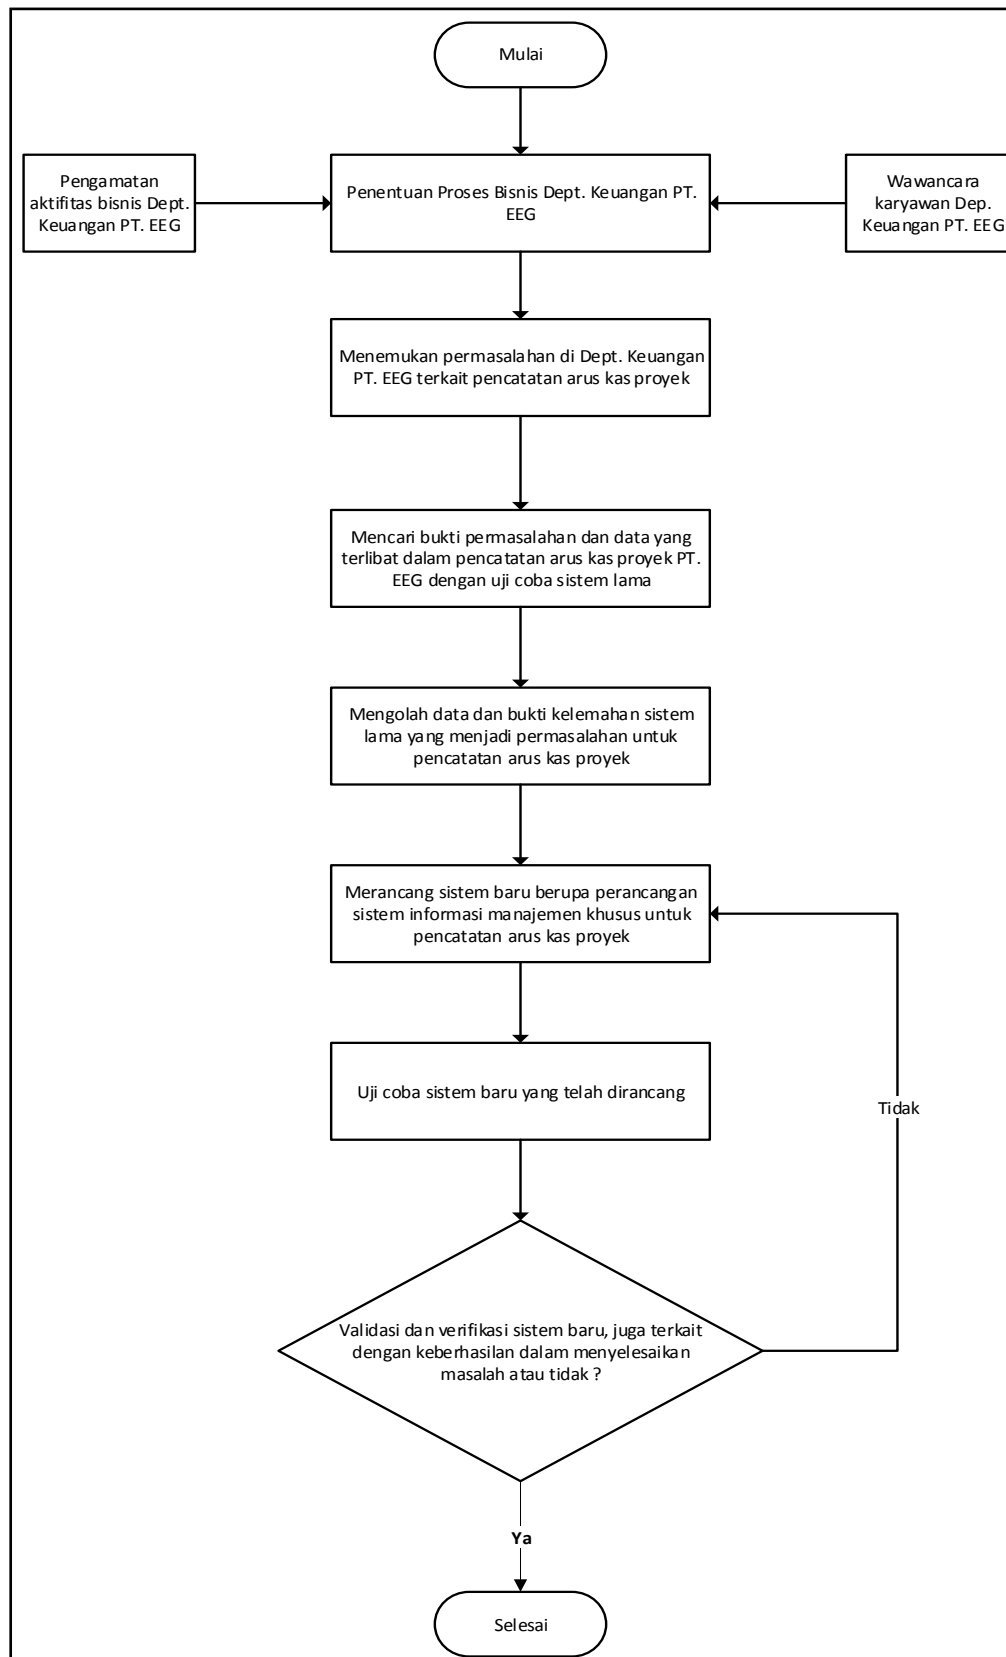 Mulai
Pengamatan
aktifitas bisnis Dept.
Keuangan PT. EEG
Penentuan Proses Bisnis Dept. Keuangan PT.
EEG
Wawancara
karyawan Dep.
Keuangan PT. EEG
Menemukan permasalahan di Dept. Keuangan
PT. EEG terkait pencatatan arus kas proyek
Mencari bukti permasalahan dan data yang
terlibat dalam pencatatan arus kas proyek PT.
EEG dengan uji coba sistem lama
Mengolah data dan bukti kelemahan sistem
lama yang menjadi permasalahan untuk
pencatatan arus kas proyek
Merancang sistem baru berupa perancangan
sistem informasi manajemen khusus untuk
pencatatan arus kas proyek
Uji coba sistem baru yang telah dirancang
Tidak
Validasi dan verifikasi sistem baru, juga terkait
dengan keberhasilan dalam menyelesaikan
masalah atau tidak ?
Ya
Selesai